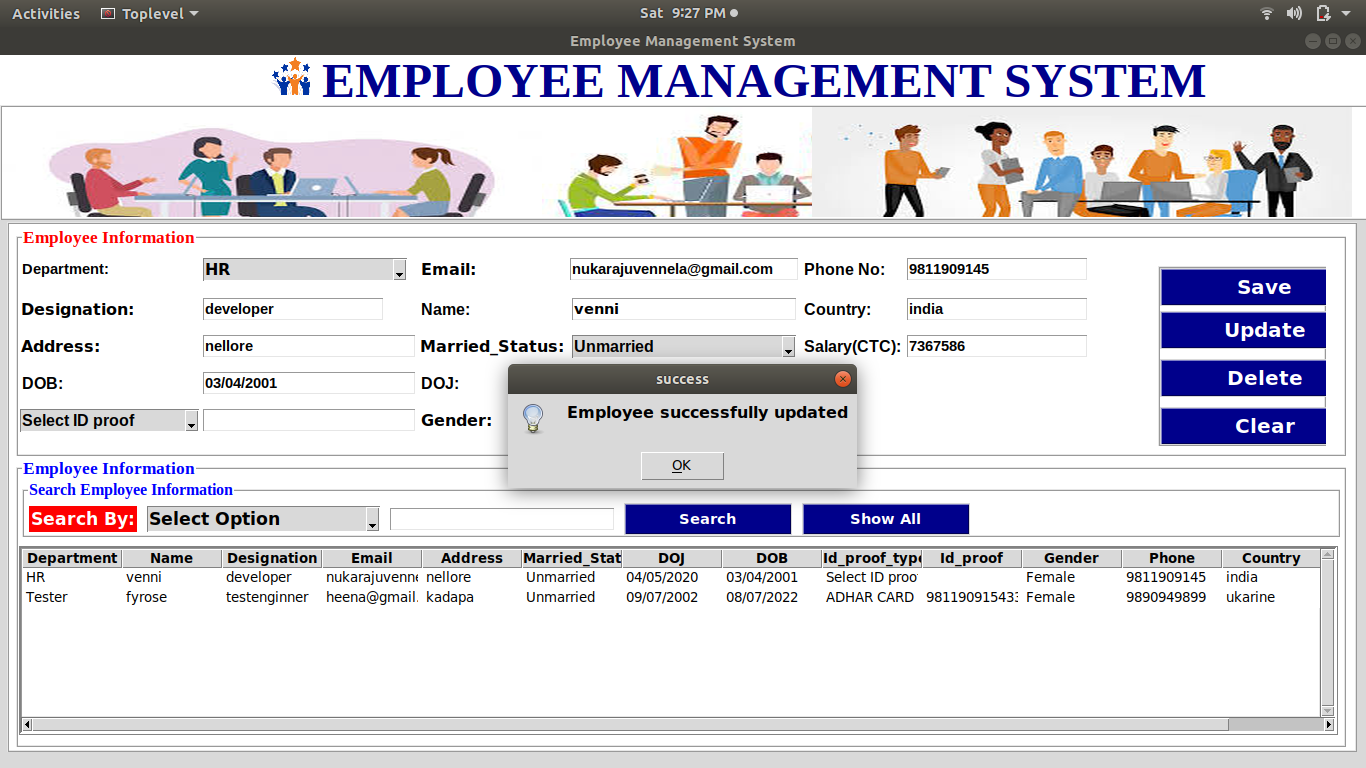 Activities Toplevel Sat 9:27 PM
Employee Management System
EMPLOYEE MANAGEMENT SYSTEM
Employee Information
Department: HR Email: nukarajuvennela@gmail.com Phone No: 9811909145
Designation: developer Name: venni Country: india
Address: nellore Married_Status: Unmarried Salary(CTC): 7367586
DOB: 03/04/2001 DOJ:
Select ID proof Gender:
Save
Update
Delete
Clear
success
Employee successfully updated
OK
Employee Information
Search Employee Information
Search By: Select Option Search Show All
Department Name Designation Email Address Married_Stat DOJ DOB Id_proof_type Id_proof Gender Phone Country
HR venni developer nukarajuvenne nellore Unmarried 04/05/2020 03/04/2001 Select ID proof Female 9811909145 india
Tester fyrose testenginner heena@gmail. kadapa Unmarried 09/07/2002 08/07/2022 ADHAR CARD 981190915433 Female 9890949899 ukarine